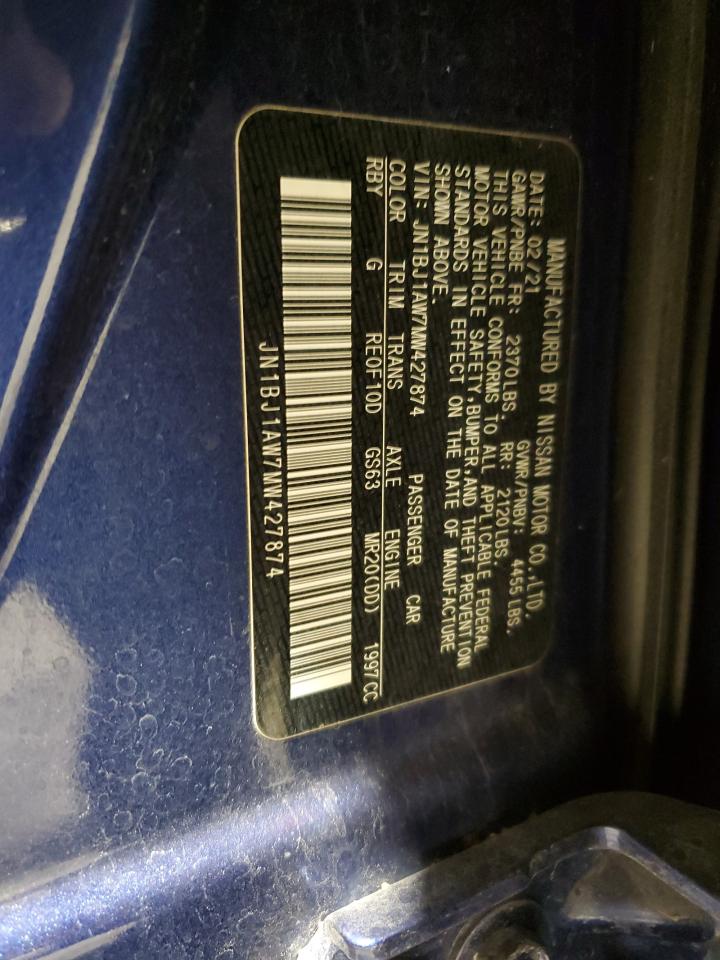 MANUFACTURED BY NISSAN MOTOR CO.,LTD.
DATE: 02/21 GVWR/PNBV: 4455 LBS.
GAWR/PNBE FR: 2370 LBS. RR: 2120 LBS.
THIS VEHICLE CONFORMS TO ALL APPLICABLE FEDERAL
MOTOR VEHICLE SAFETY,BUMPER,AND THEFT PREVENTION
STANDARDS IN EFFECT ON THE DATE OF MANUFACTURE
SHOWN ABOVE.
VIN: JN1BJ1AW7MW427874 PASSENGER CAR
COLOR TRIM TRANS AXLE ENGINE
RBY G RE0F10D GS63 MR20(DD) 1997CC
JN1BJ1AW7MW427874